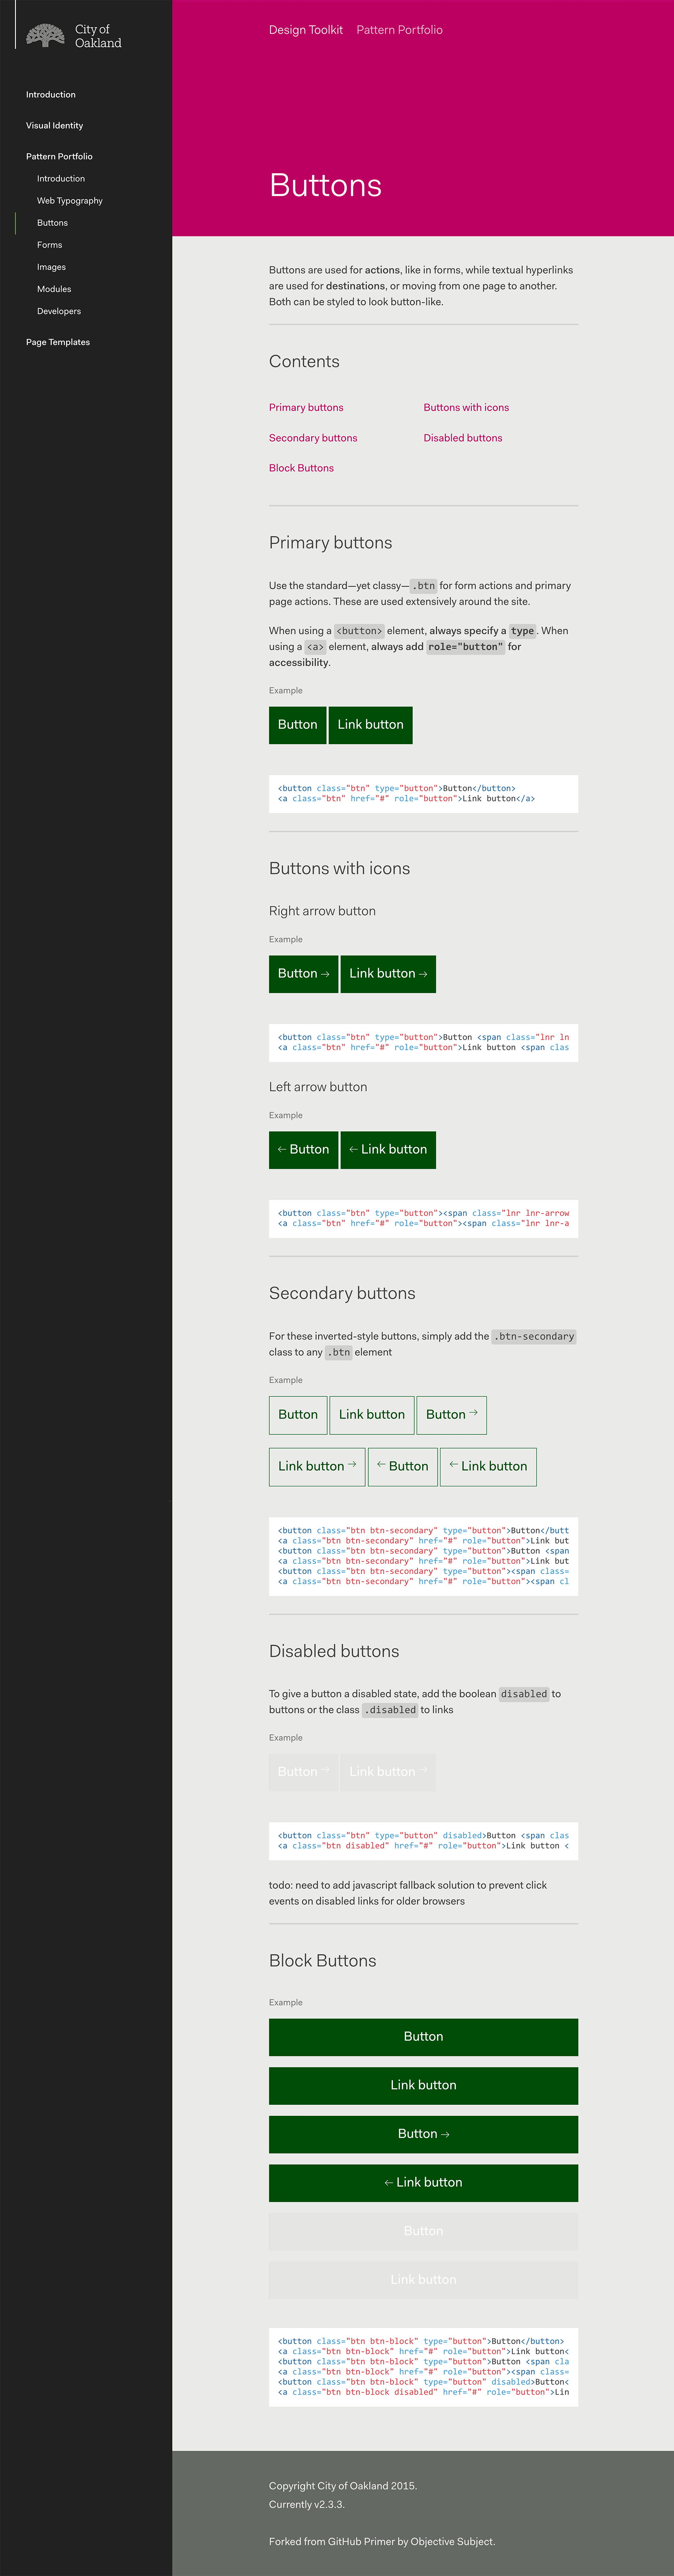 City of
Oakland
Introduction
Visual Identity
Pattern Portfolio
Introduction
Web Typography
Buttons
Forms
Images
Modules
Developers
Page Templates
Design Toolkit Pattern Portfolio
Buttons
Buttons are used for actions, like in forms, while textual hyperlinks
are used for destinations, or moving from one page to another.
Both can be styled to look button-like.
Contents
Primary buttons
Buttons with icons
Secondary buttons
Disabled buttons
Block Buttons
Primary buttons
Use the standard—yet classy—.btn for form actions and primary
page actions. These are used extensively around the site.
When using a <button> element, always specify a type. When
using a <a> element, always add role="button" for
accessibility.
Example
Button Link button
<button class="btn" type="button">Button</button>
<a class="btn" href="#" role="button">Link button</a>
Buttons with icons
Right arrow button
Example
Button → Link button →
<button class="btn" type="button">Button <span class="lnr ln
<a class="btn" href="#" role="button">Link button <span clas
Left arrow button
Example
← Button ← Link button
<button class="btn" type="button"><span class="lnr lnr-arrow
<a class="btn" href="#" role="button"><span class="lnr lnr-a
Secondary buttons
For these inverted-style buttons, simply add the .btn-secondary
class to any .btn element
Example
Button Link button Button →
Link button → ← Button ← Link button
<button class="btn btn-secondary" type="button">Button</butt
<a class="btn btn-secondary" href="#" role="button">Link but
<button class="btn btn-secondary" type="button">Button <span
<a class="btn btn-secondary" href="#" role="button">Link but
<button class="btn btn-secondary" type="button"><span class=
<a class="btn btn-secondary" href="#" role="button"><span cl
Disabled buttons
To give a button a disabled state, add the boolean disabled to
buttons or the class .disabled to links
Example
Button → Link button →
<button class="btn" type="button" disabled>Button <span clas
<a class="btn disabled" href="#" role="button">Link button <
todo: need to add javascript fallback solution to prevent click
events on disabled links for older browsers
Block Buttons
Example
Button
Link button
Button →
← Link button
Button
Link button
<button class="btn btn-block" type="button">Button</button>
<a class="btn btn-block" href="#" role="button">Link button<
<button class="btn btn-block" type="button">Button <span cla
<a class="btn btn-block" href="#" role="button"><span class=
<button class="btn btn-block" type="button" disabled>Button<
<a class="btn btn-block disabled" href="#" role="button">Lin
Copyright City of Oakland 2015.
Currently v2.3.3.
Forked from GitHub Primer by Objective Subject.